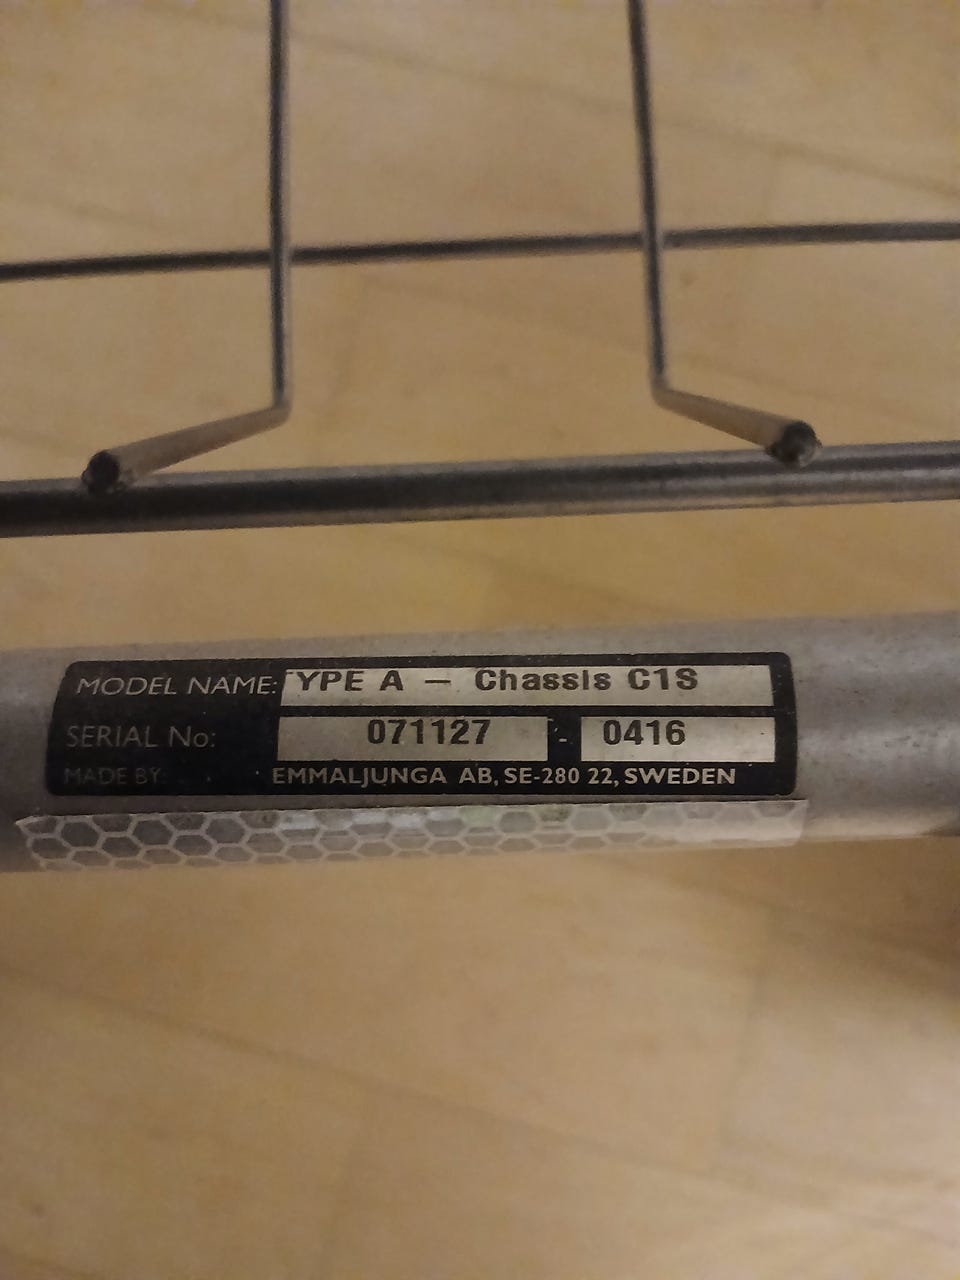 MODEL NAME: TYPE A – Chassis C1S
SERIAL No: 071127 - 0416
MADE BY: EMMALJUNGA AB, SE-280 22, SWEDEN